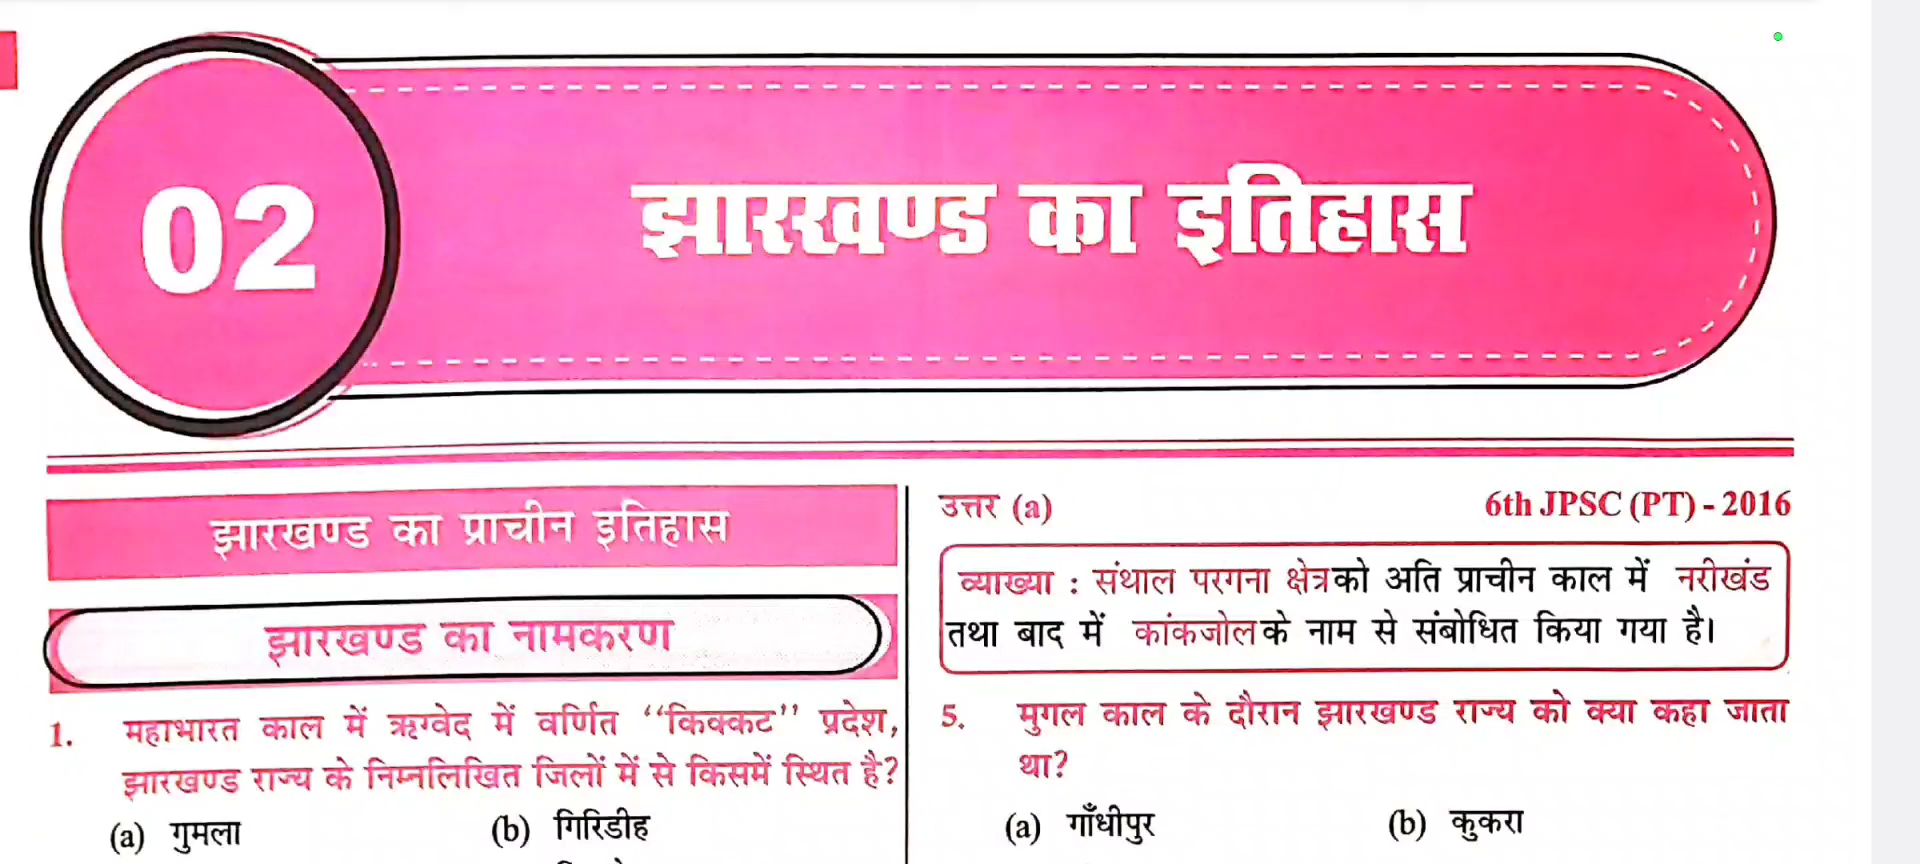 02
झारखण्ड का इतिहास
झारखण्ड का प्राचीन इतिहास
झारखण्ड का नामकरण
1. महाभारत काल में ऋग्वेद में वर्णित ‘‘किक्कट’’ प्रदेश,
झारखण्ड राज्य के निम्नलिखित जिलों में से किसमें स्थित है?
(a) गुमला (b) गिरिडीह
उत्तर (a) 6th JPSC (PT) - 2016
व्याख्या : संथाल परगना क्षेत्रको अति प्राचीन काल में नरीखंड
तथा बाद में कांकजोलके नाम से संबोधित किया गया है।
5. मुगल काल के दौरान झारखण्ड राज्य को क्या कहा जाता
था?
(a) गाँधीपुर (b) कुकरा